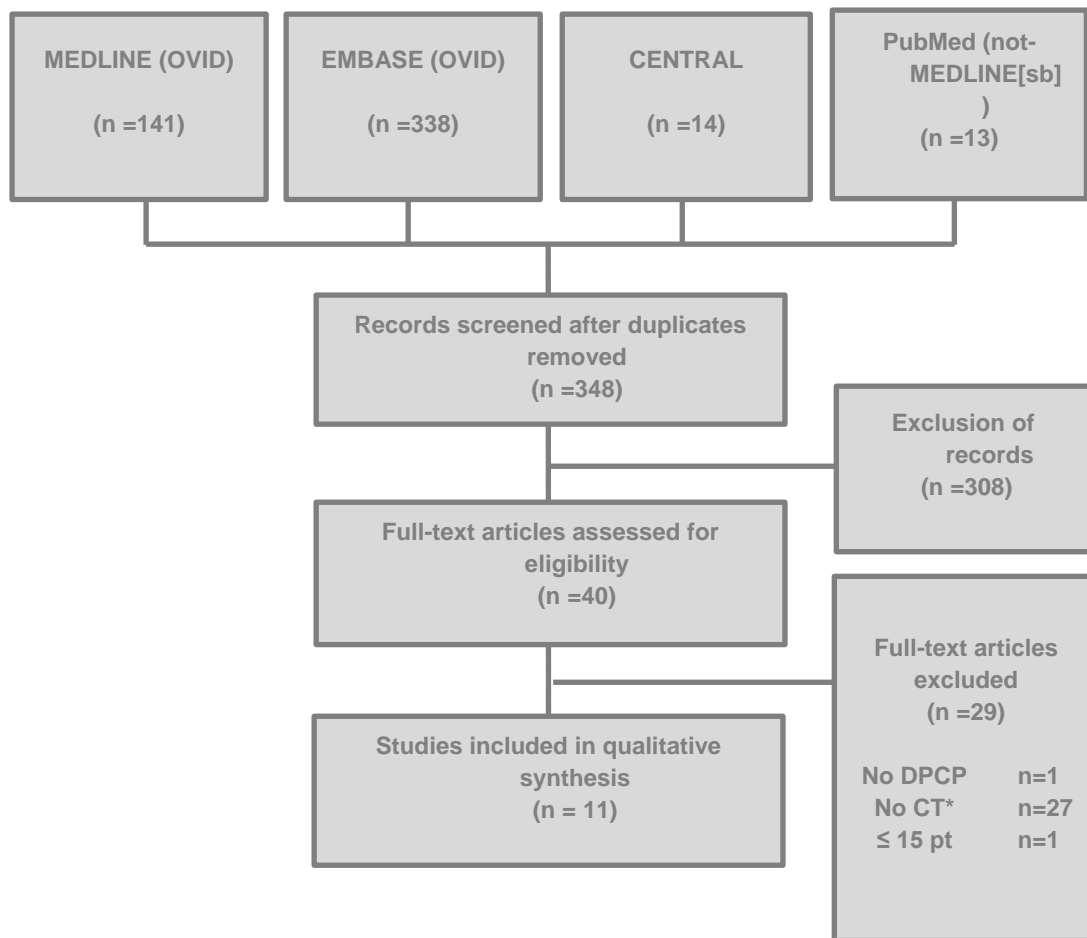 MEDLINE (OVID)
(n =141)
EMBASE (OVID)
(n =338)
CENTRAL
(n =14)
PubMed (not-
MEDLINE[sb]
)
(n =13)
Records screened after duplicates
removed
(n =348)
Exclusion of
records
(n =308)
Full-text articles assessed for
eligibility
(n =40)
Full-text articles
excluded
(n =29)
No DPCP n=1
No CT* n=27
≤ 15 pt n=1
Studies included in qualitative
synthesis
(n = 11)